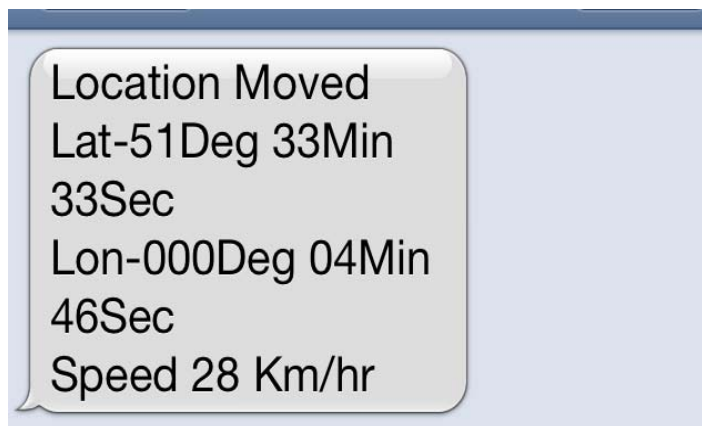 Location Moved
Lat-51Deg 33Min
33Sec
Lon-000Deg 04Min
46Sec
Speed 28 Km/hr